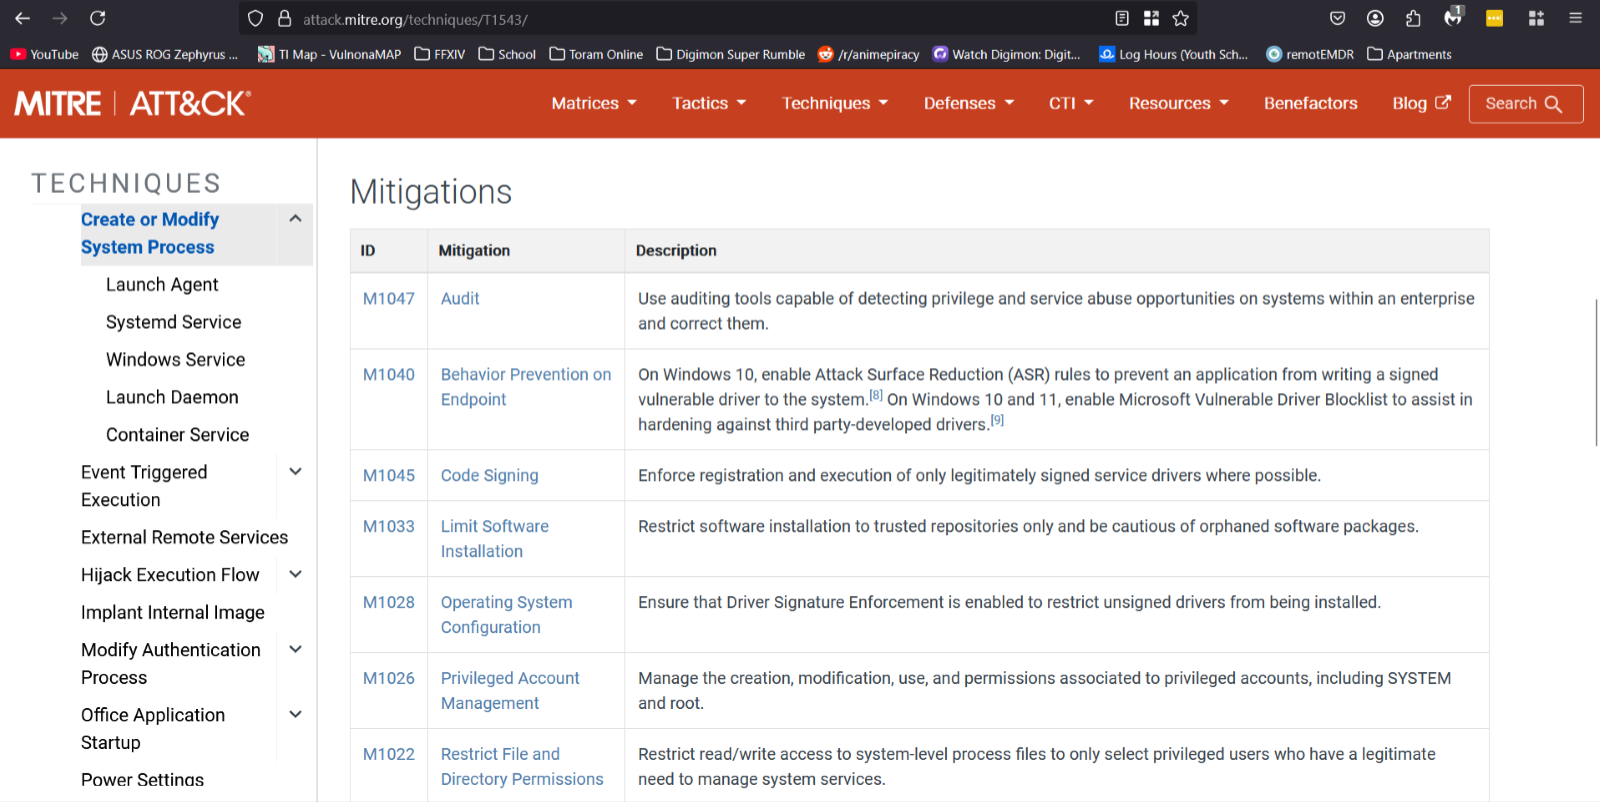 attack.mitre.org/techniques/T1543/
1
YouTube ASUS ROG Zephyrus ... TI Map - VulnonaMAP FFXIV School Toram Online Digimon Super Rumble /r/animepiracy Watch Digimon: Digit... Log Hours (Youth Sch... remotEMDR Apartments
MITRE | ATT&CK® Matrices Tactics Techniques Defenses CTI Resources Benefactors Blog Search
TECHNIQUES
Create or Modify
System Process
Launch Agent
Systemd Service
Windows Service
Launch Daemon
Container Service
Event Triggered
Execution
External Remote Services
Hijack Execution Flow
Implant Internal Image
Modify Authentication
Process
Office Application
Startup
Power Settings
Mitigations
ID Mitigation Description
M1047 Audit Use auditing tools capable of detecting privilege and service abuse opportunities on systems within an enterprise
and correct them.
M1040 Behavior Prevention on On Windows 10, enable Attack Surface Reduction (ASR) rules to prevent an application from writing a signed
Endpoint vulnerable driver to the system.[8] On Windows 10 and 11, enable Microsoft Vulnerable Driver Blocklist to assist in
hardening against third party-developed drivers.[9]
M1045 Code Signing Enforce registration and execution of only legitimately signed service drivers where possible.
M1033 Limit Software Restrict software installation to trusted repositories only and be cautious of orphaned software packages.
Installation
M1028 Operating System Ensure that Driver Signature Enforcement is enabled to restrict unsigned drivers from being installed.
Configuration
M1026 Privileged Account Manage the creation, modification, use, and permissions associated to privileged accounts, including SYSTEM
Management and root.
M1022 Restrict File and Restrict read/write access to system-level process files to only select privileged users who have a legitimate
Directory Permissions need to manage system services.